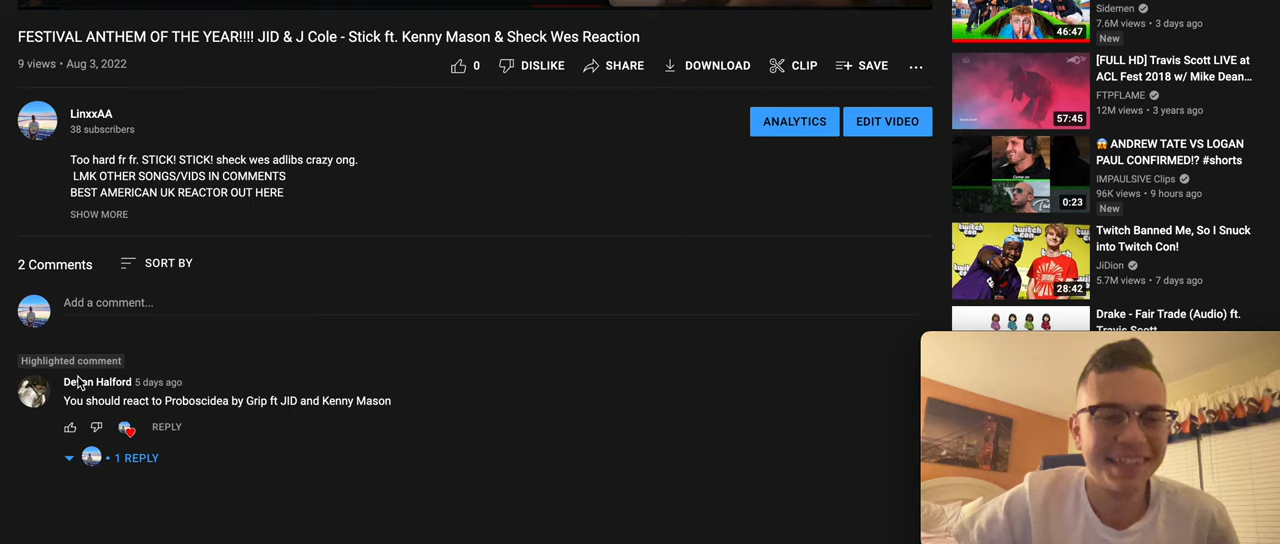 FESTIVAL ANTHEM OF THE YEAR!!!! JID & J Cole - Stick ft. Kenny Mason & Sheck Wes Reaction
9 views • Aug 3, 2022
0
DISLIKE
SHARE
DOWNLOAD
CLIP
SAVE
LinxxAA
38 subscribers
ANALYTICS
EDIT VIDEO
Too hard fr fr. STICK! STICK! sheck wes adlibs crazy ong.
LMK OTHER SONGS/VIDS IN COMMENTS
BEST AMERICAN UK REACTOR OUT HERE
SHOW MORE
2 Comments
SORT BY
Add a comment...
Highlighted comment
Halford 5 days ago
You should react to Proboscidea by Grip ft JID and Kenny Mason
REPLY
• 1 REPLY
46:47
Sidemen
7.6M views • 3 days ago
New
57:45
[FULL HD] Travis Scott LIVE at
ACL Fest 2018 w/ Mike Dean...
FTPFLAME
12M views • 3 years ago
Come on
0:23
😱 ANDREW TATE VS LOGAN
PAUL CONFIRMED!? #shorts
IMPAULSIVE Clips
96K views • 9 hours ago
New
twitch
con
28:42
Twitch Banned Me, So I Snuck
into Twitch Con!
JiDion
5.7M views • 7 days ago
Drake - Fair Trade (Audio) ft.
Travis Scott